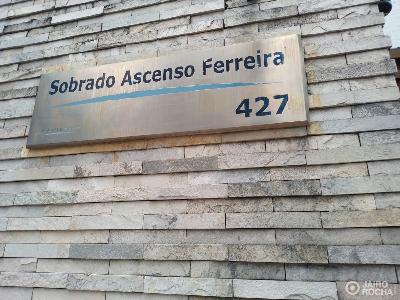 Sobrado Ascenso Ferreira
427
JAIRO
ROCHA